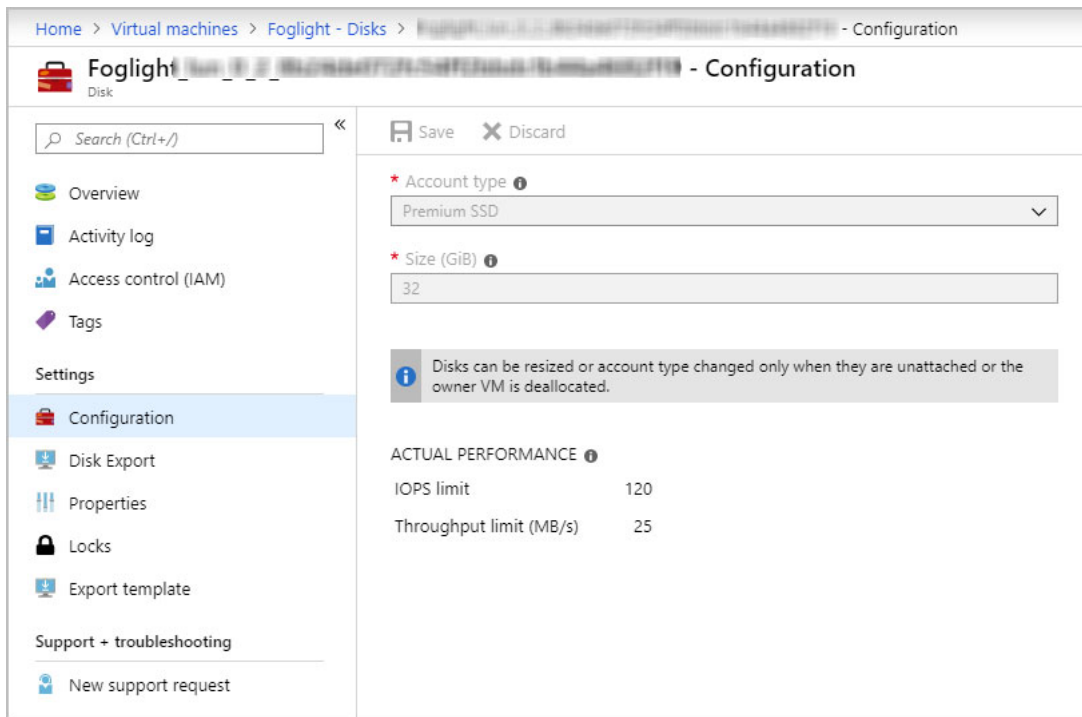 Home > Virtual machines > Foglight - Disks > - Configuration
Foglight - Configuration
Disk
Search (Ctrl+/)
«
Overview
Activity log
Access control (IAM)
Tags
Settings
Configuration
Disk Export
Properties
Locks
Export template
Support + troubleshooting
New support request
Save Discard
* Account type
Premium SSD
* Size (GiB)
32
Disks can be resized or account type changed only when they are unattached or the
owner VM is deallocated.
ACTUAL PERFORMANCE
IOPS limit 120
Throughput limit (MB/s) 25